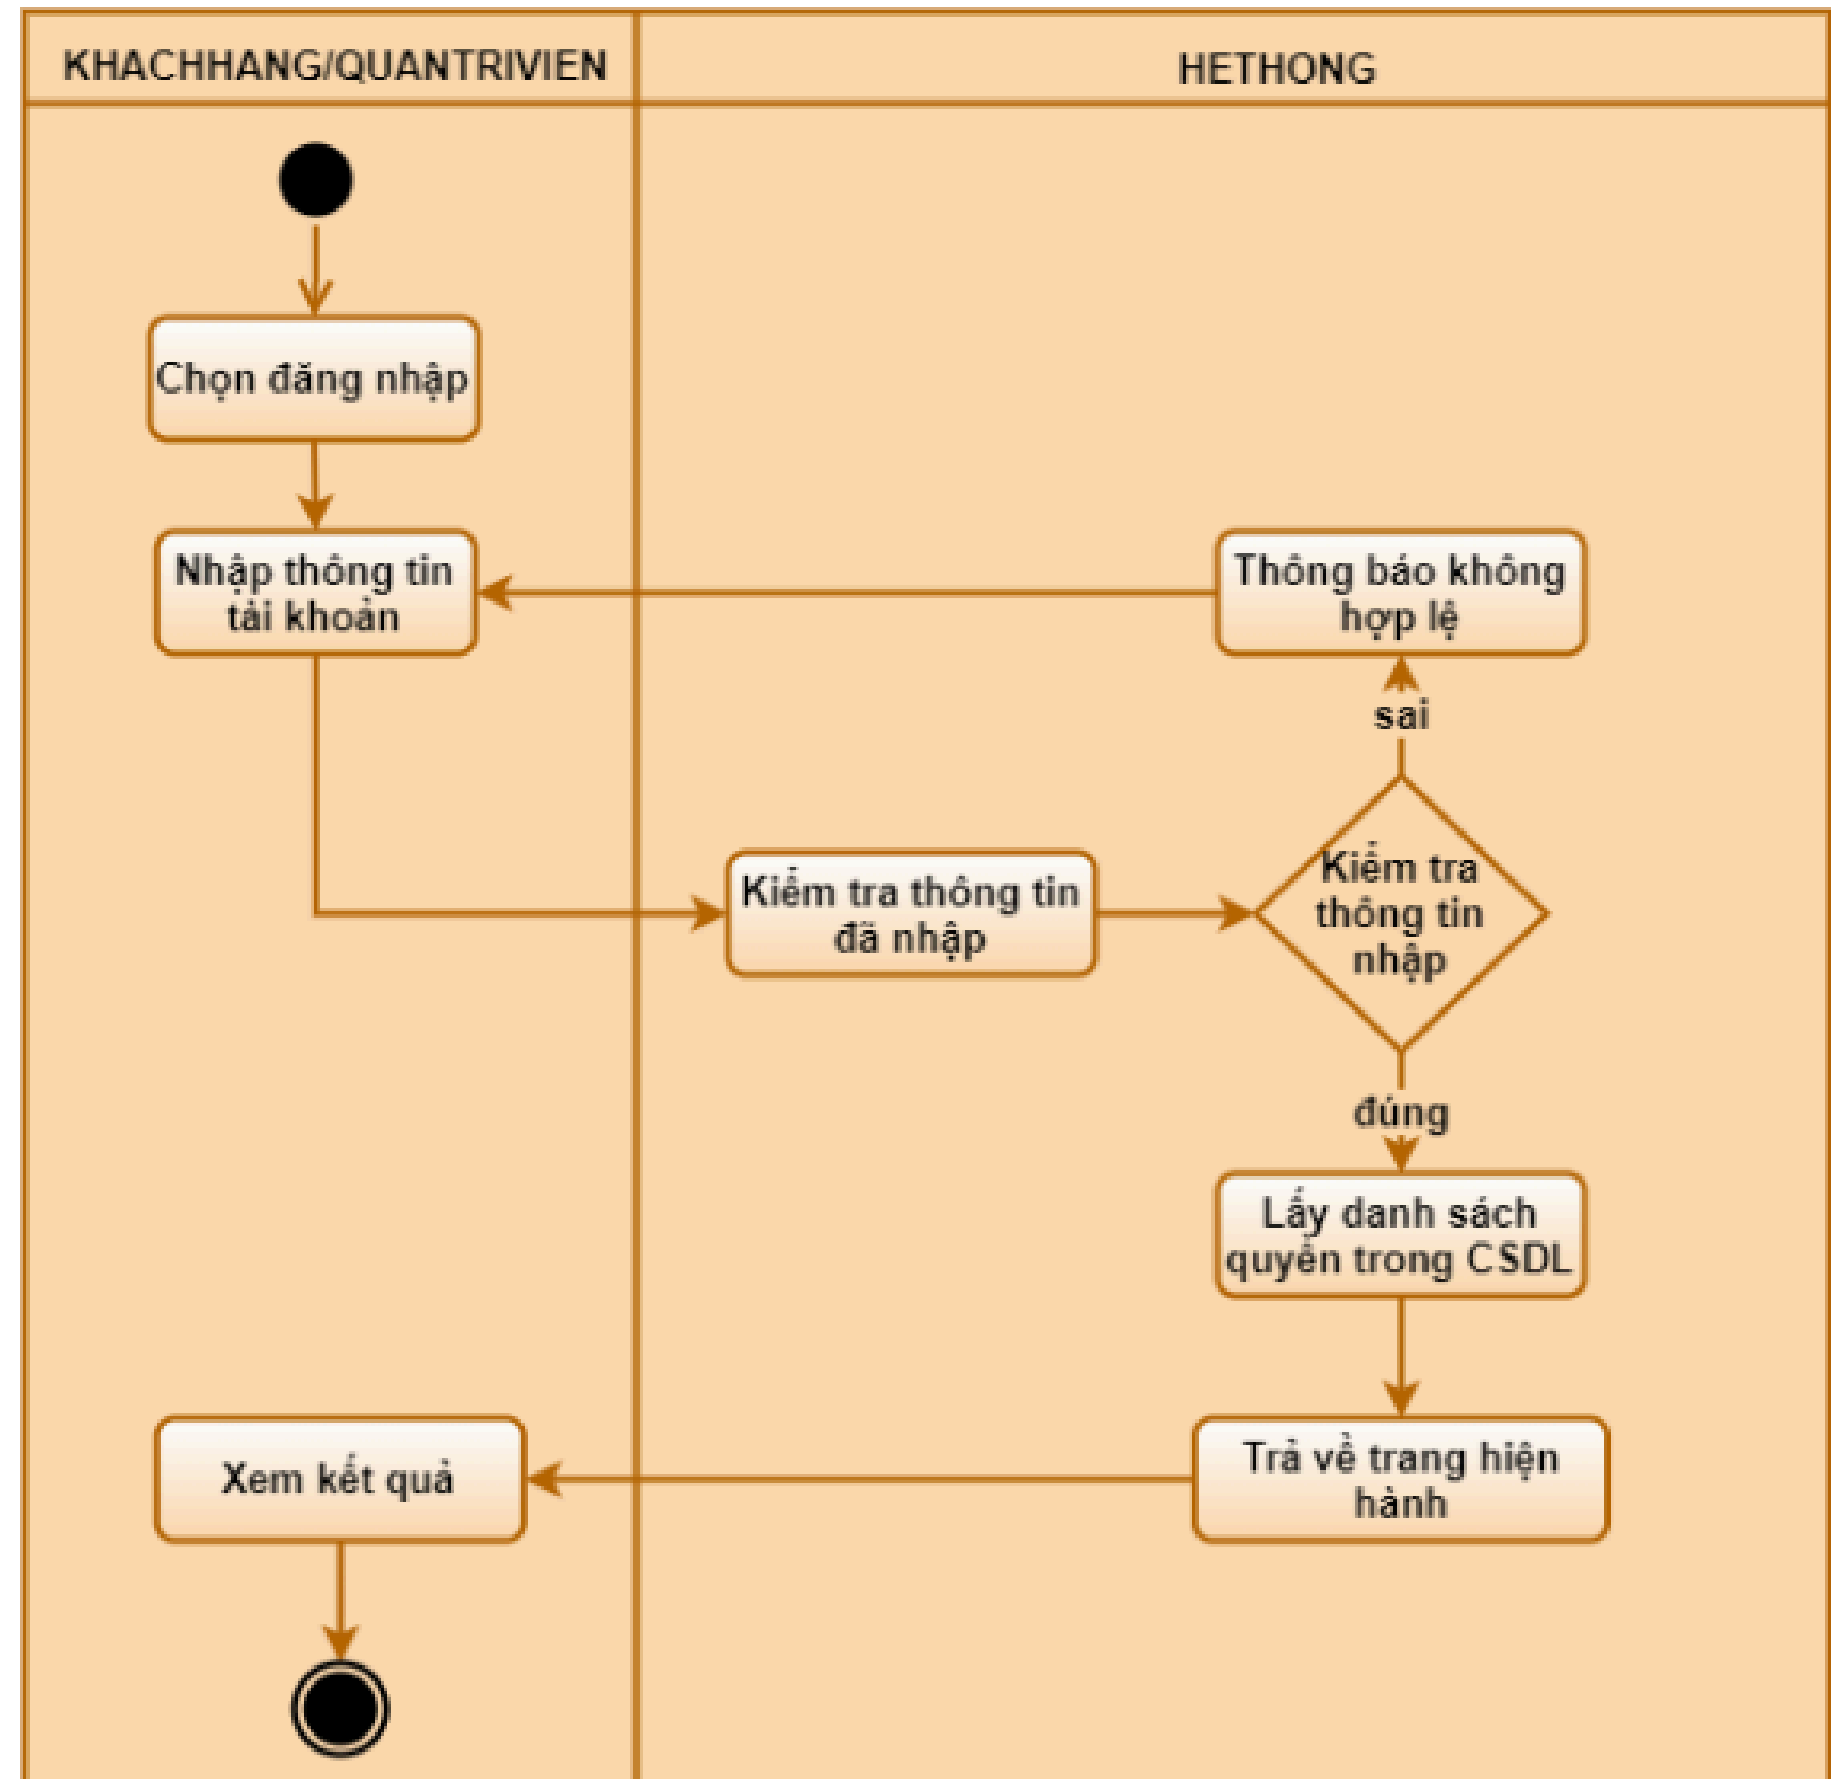 KHACHHANG/QUANTRIVIEN
HETHONG
Chọn đăng nhập
Nhập thông tin
tài khoản
Thông báo không
hợp lệ
sai
Kiểm tra thông tin
đã nhập
Kiểm tra
thông tin
nhập
đúng
Lấy danh sách
quyền trong CSDL
Trả về trang hiện
hành
Xem kết quả